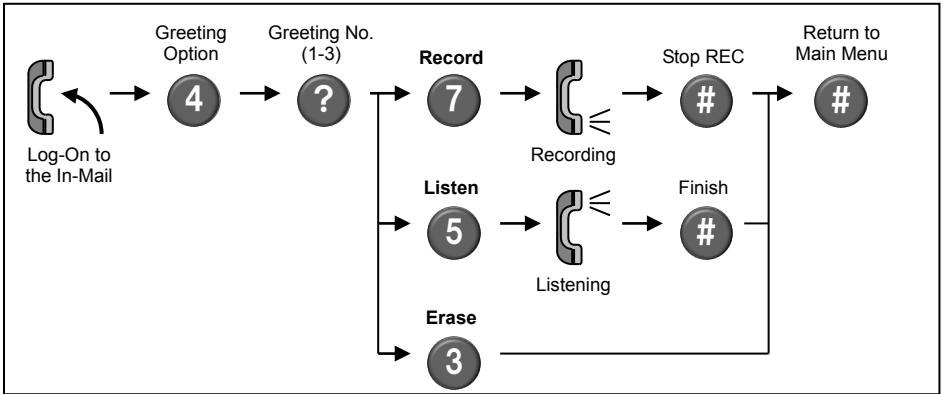 Greeting
Option
Greeting No.
(1-3)
Record
Stop REC
Return to
Main Menu
4
?
7
#
#
Log-On to
the In-Mail
Recording
Listen
Finish
5
#
Listening
Erase
3